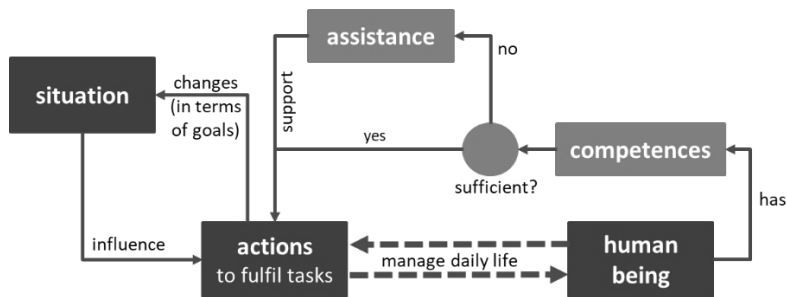 assistance
no
situation
changes
(in terms
of goals)
support
yes
competences
sufficient?
has
influence
actions
to fulfil tasks
manage daily life
human
being